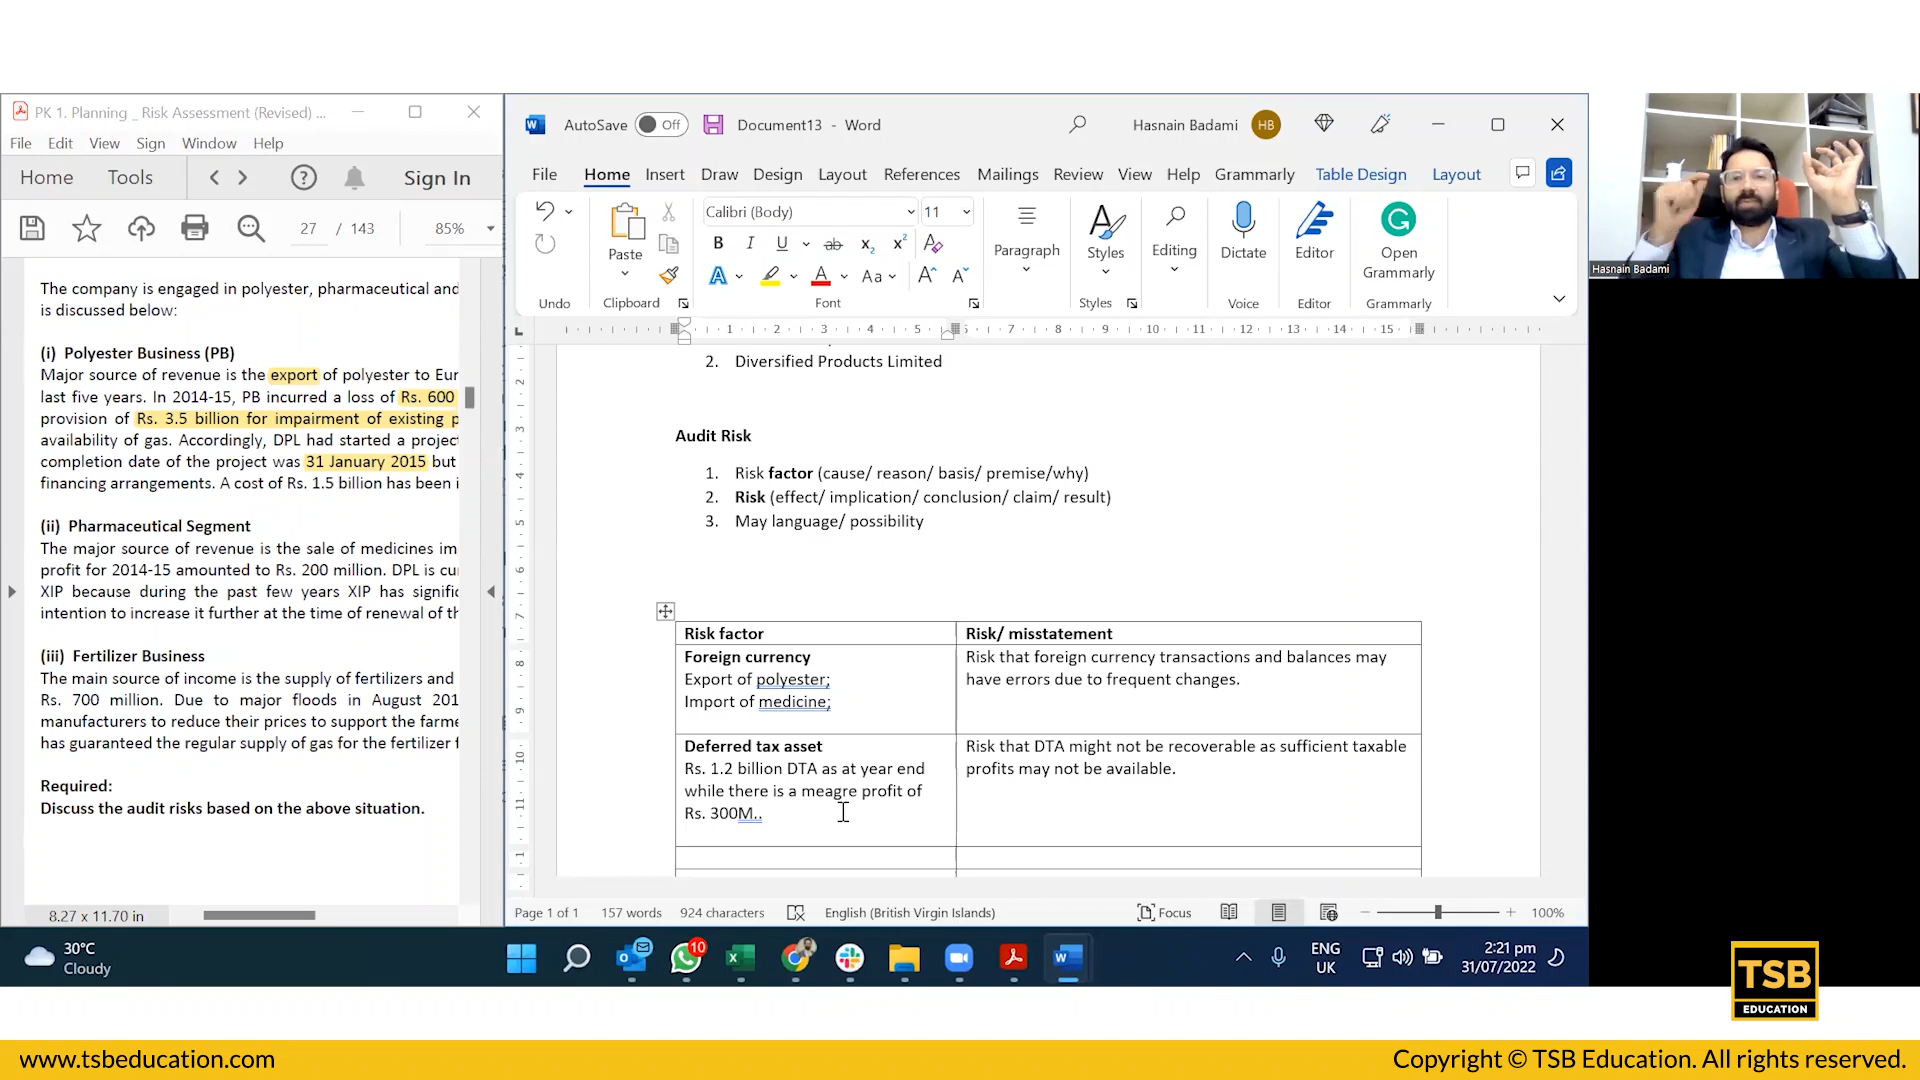 PK 1. Planning _ Risk Assessment (Revised) ...
File Edit View Sign Window Help
Home Tools Sign In
27 / 143 85%
The company is engaged in polyester, pharmaceutical and
is discussed below:
(i) Polyester Business (PB)
Major source of revenue is the export of polyester to Eur
last five years. In 2014-15, PB incurred a loss of Rs. 600
provision of Rs. 3.5 billion for impairment of existing p
availability of gas. Accordingly, DPL had started a project
completion date of the project was 31 January 2015 but
financing arrangements. A cost of Rs. 1.5 billion has been i
(ii) Pharmaceutical Segment
The major source of revenue is the sale of medicines im
profit for 2014-15 amounted to Rs. 200 million. DPL is cu
XIP because during the past few years XIP has signific
intention to increase it further at the time of renewal of th
(iii) Fertilizer Business
The main source of income is the supply of fertilizers and
Rs. 700 million. Due to major floods in August 201
manufacturers to reduce their prices to support the farme
has guaranteed the regular supply of gas for the fertilizer f
Required:
Discuss the audit risks based on the above situation.
8.27 x 11.70 in
AutoSave Off Document13 - Word Hasnain Badami HB
File Home Insert Draw Design Layout References Mailings Review View Help Grammarly Table Design Layout
Calibri (Body) 11
Paste Paragraph Styles Editing Dictate Editor Open
Grammarly
Undo Clipboard Font Styles Voice Editor Grammarly
1 2 3 4 5 6 7 8 9 10 11 12 13 14 15
2. Diversified Products Limited
Audit Risk
1. Risk factor (cause/ reason/ basis/ premise/why)
2. Risk (effect/ implication/ conclusion/ claim/ result)
3. May language/ possibility
Risk factor Risk/ misstatement
Foreign currency
Export of polyester;
Import of medicine;
Risk that foreign currency transactions and balances may
have errors due to frequent changes.
Deferred tax asset
Rs. 1.2 billion DTA as at year end
while there is a meagre profit of
Rs. 300M..
Risk that DTA might not be recoverable as sufficient taxable
profits may not be available.
Page 1 of 1 157 words 924 characters English (British Virgin Islands) Focus 100%
Hasnain Badami
30°C
Cloudy
10
ENG
UK
2:21 pm
31/07/2022
TSB
EDUCATION
www.tsbeducation.com
Copyright © TSB Education. All rights reserved.